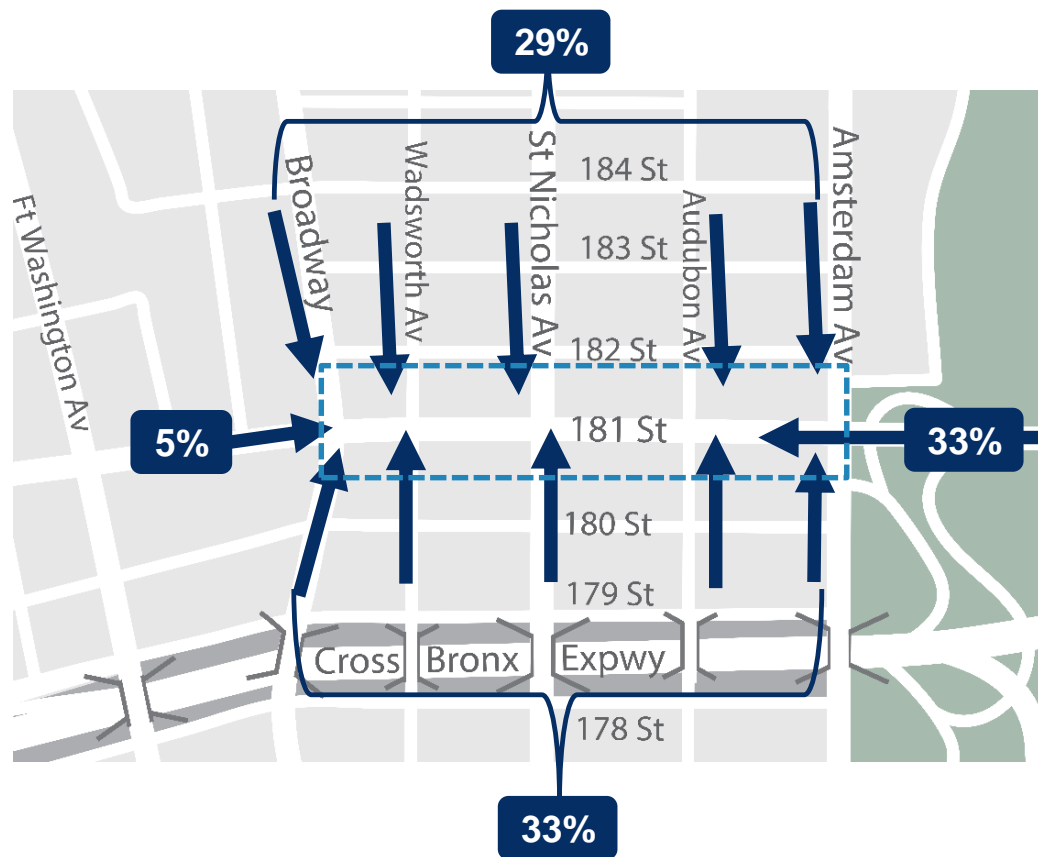 29%
Ft Washington Av
Broadway
Wadsworth Av
St Nicholas Av
Audubon Av
Amsterdam Av
184 St
183 St
182 St
181 St
5%
33%
180 St
179 St
Cross Bronx Expwy
178 St
33%